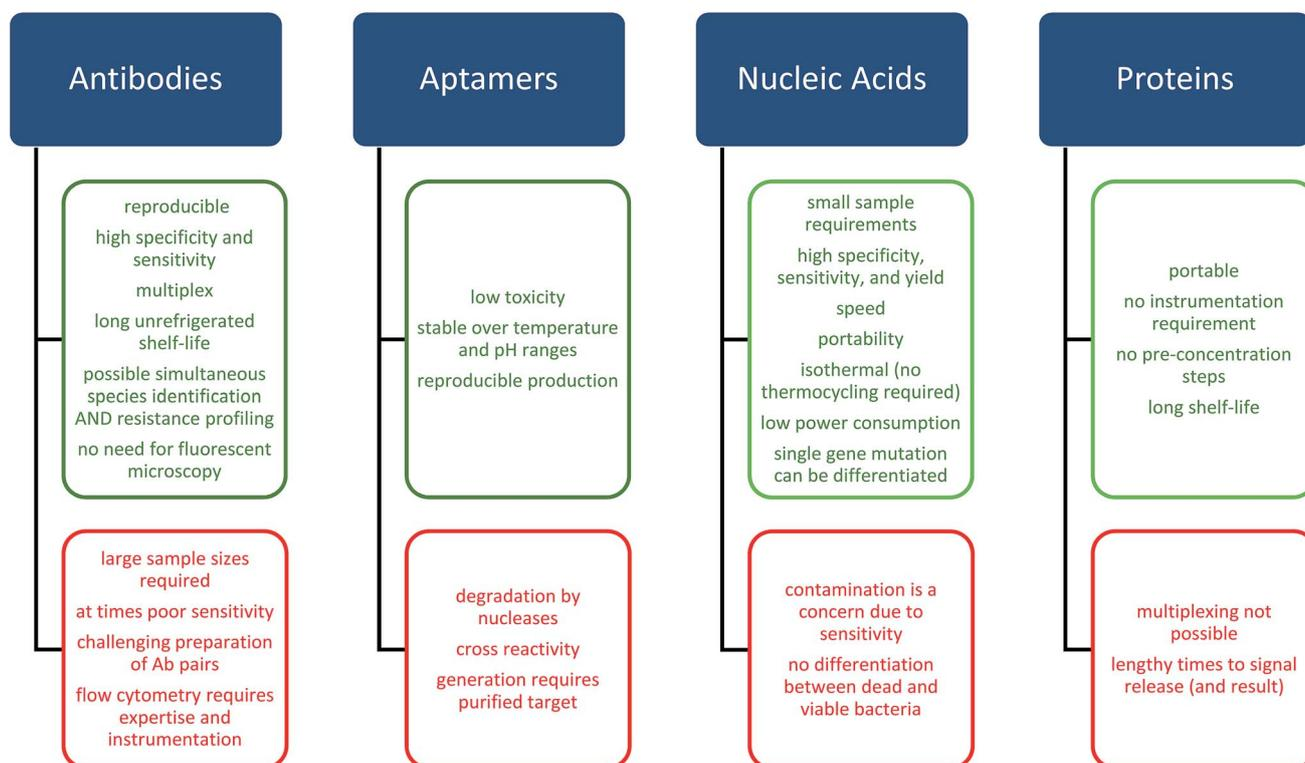 Antibodies
reproducible
high specificity and
sensitivity
multiplex
long unrefrigerated
shelf-life
possible simultaneous
species identification
AND resistance profiling
no need for fluorescent
microscopy
large sample sizes
required
at times poor sensitivity
challenging preparation
of Ab pairs
flow cytometry requires
expertise and
instrumentation
Aptamers
low toxicity
stable over temperature
and pH ranges
reproducible production
degradation by
nucleases
cross reactivity
generation requires
purified target
Nucleic Acids
small sample
requirements
high specificity,
sensitivity, and yield
speed
portability
isothermal (no
thermocycling required)
low power consumption
single gene mutation
can be differentiated
contamination is a
concern due to
sensitivity
no differentiation
between dead and
viable bacteria
Proteins
portable
no instrumentation
requirement
no pre-concentration
steps
long shelf-life
multiplexing not
possible
lengthy times to signal
release (and result)